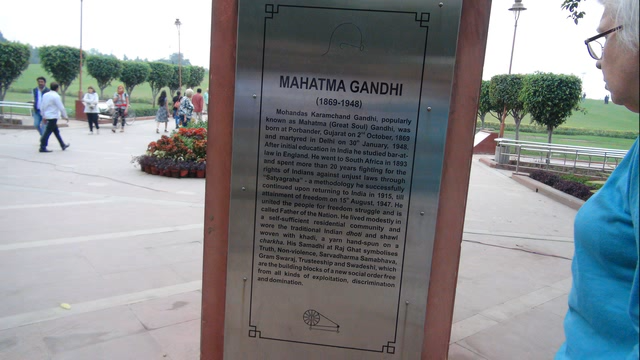 MAHATMA GANDHI
(1869-1948)
Mohandas Karamchand Gandhi, popularly
known as Mahatma (Great Soul) Gandhi, was
born at Porbander, Gujarat on 2nd October, 1869
and martyred in Delhi on 30th January, 1948.
After initial education in India he studied bar-at-
law in England. He went to South Africa in 1893
and spent more than 20 years fighting for the
rights of Indians against unjust laws through
"Satyagraha" - a methodology he successfully
continued upon returning to India in 1915, till
attainment of freedom on 15th August, 1947. He
united the people for freedom struggle and is
called Father of the Nation. He lived modestly in
a self-sufficient residential community and
wore the traditional Indian dhoti and shawl
woven with khadi, a yarn hand-spun on a
charkha. His Samadhi at Raj Ghat symbolises
Truth, Non-violence, Sarvadharma Samabhava,
Gram Swaraj, Trusteeship and Swadeshi, which
are the building blocks of a new social order free
from all kinds of exploitation, discrimination
and domination.